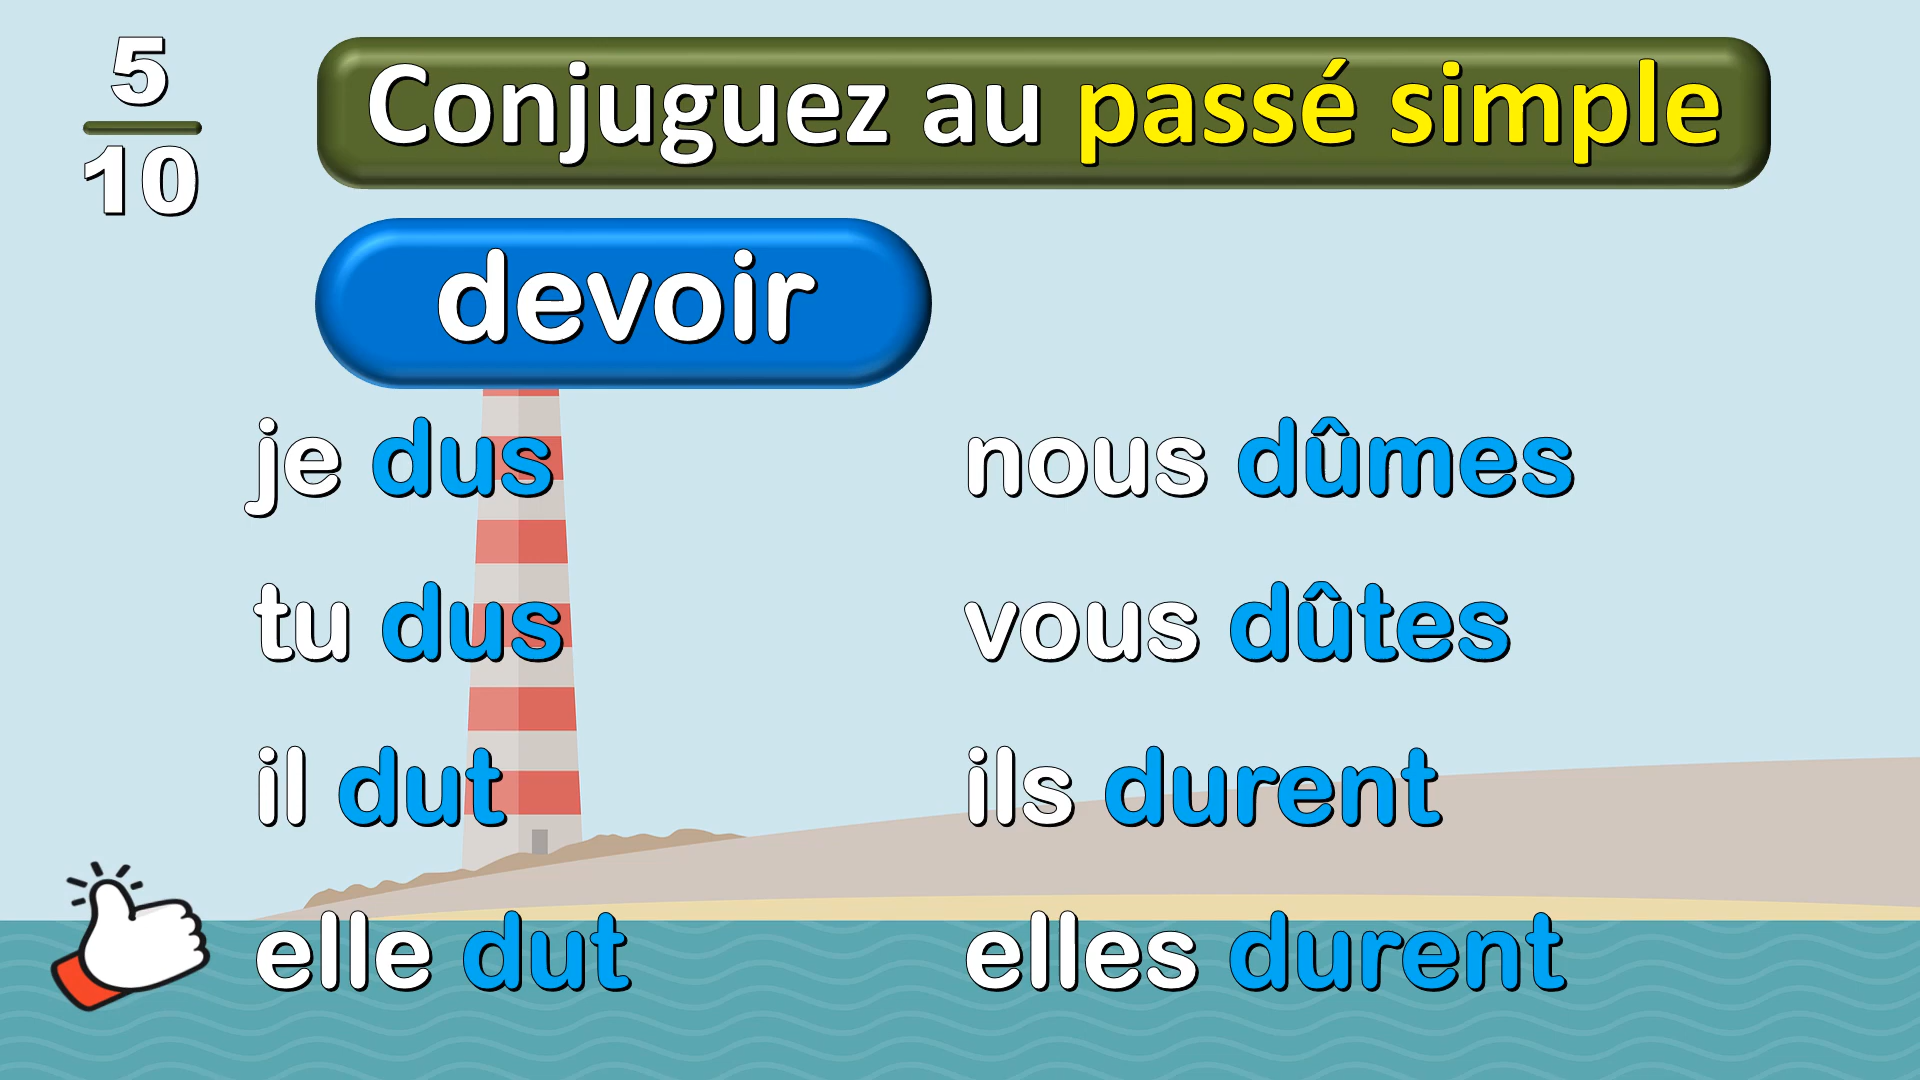 5
10
Conjuguez au passé simple
devoir
je dus
tu dus
il dut
elle dut
nous dûmes
vous dûtes
ils durent
elles durent